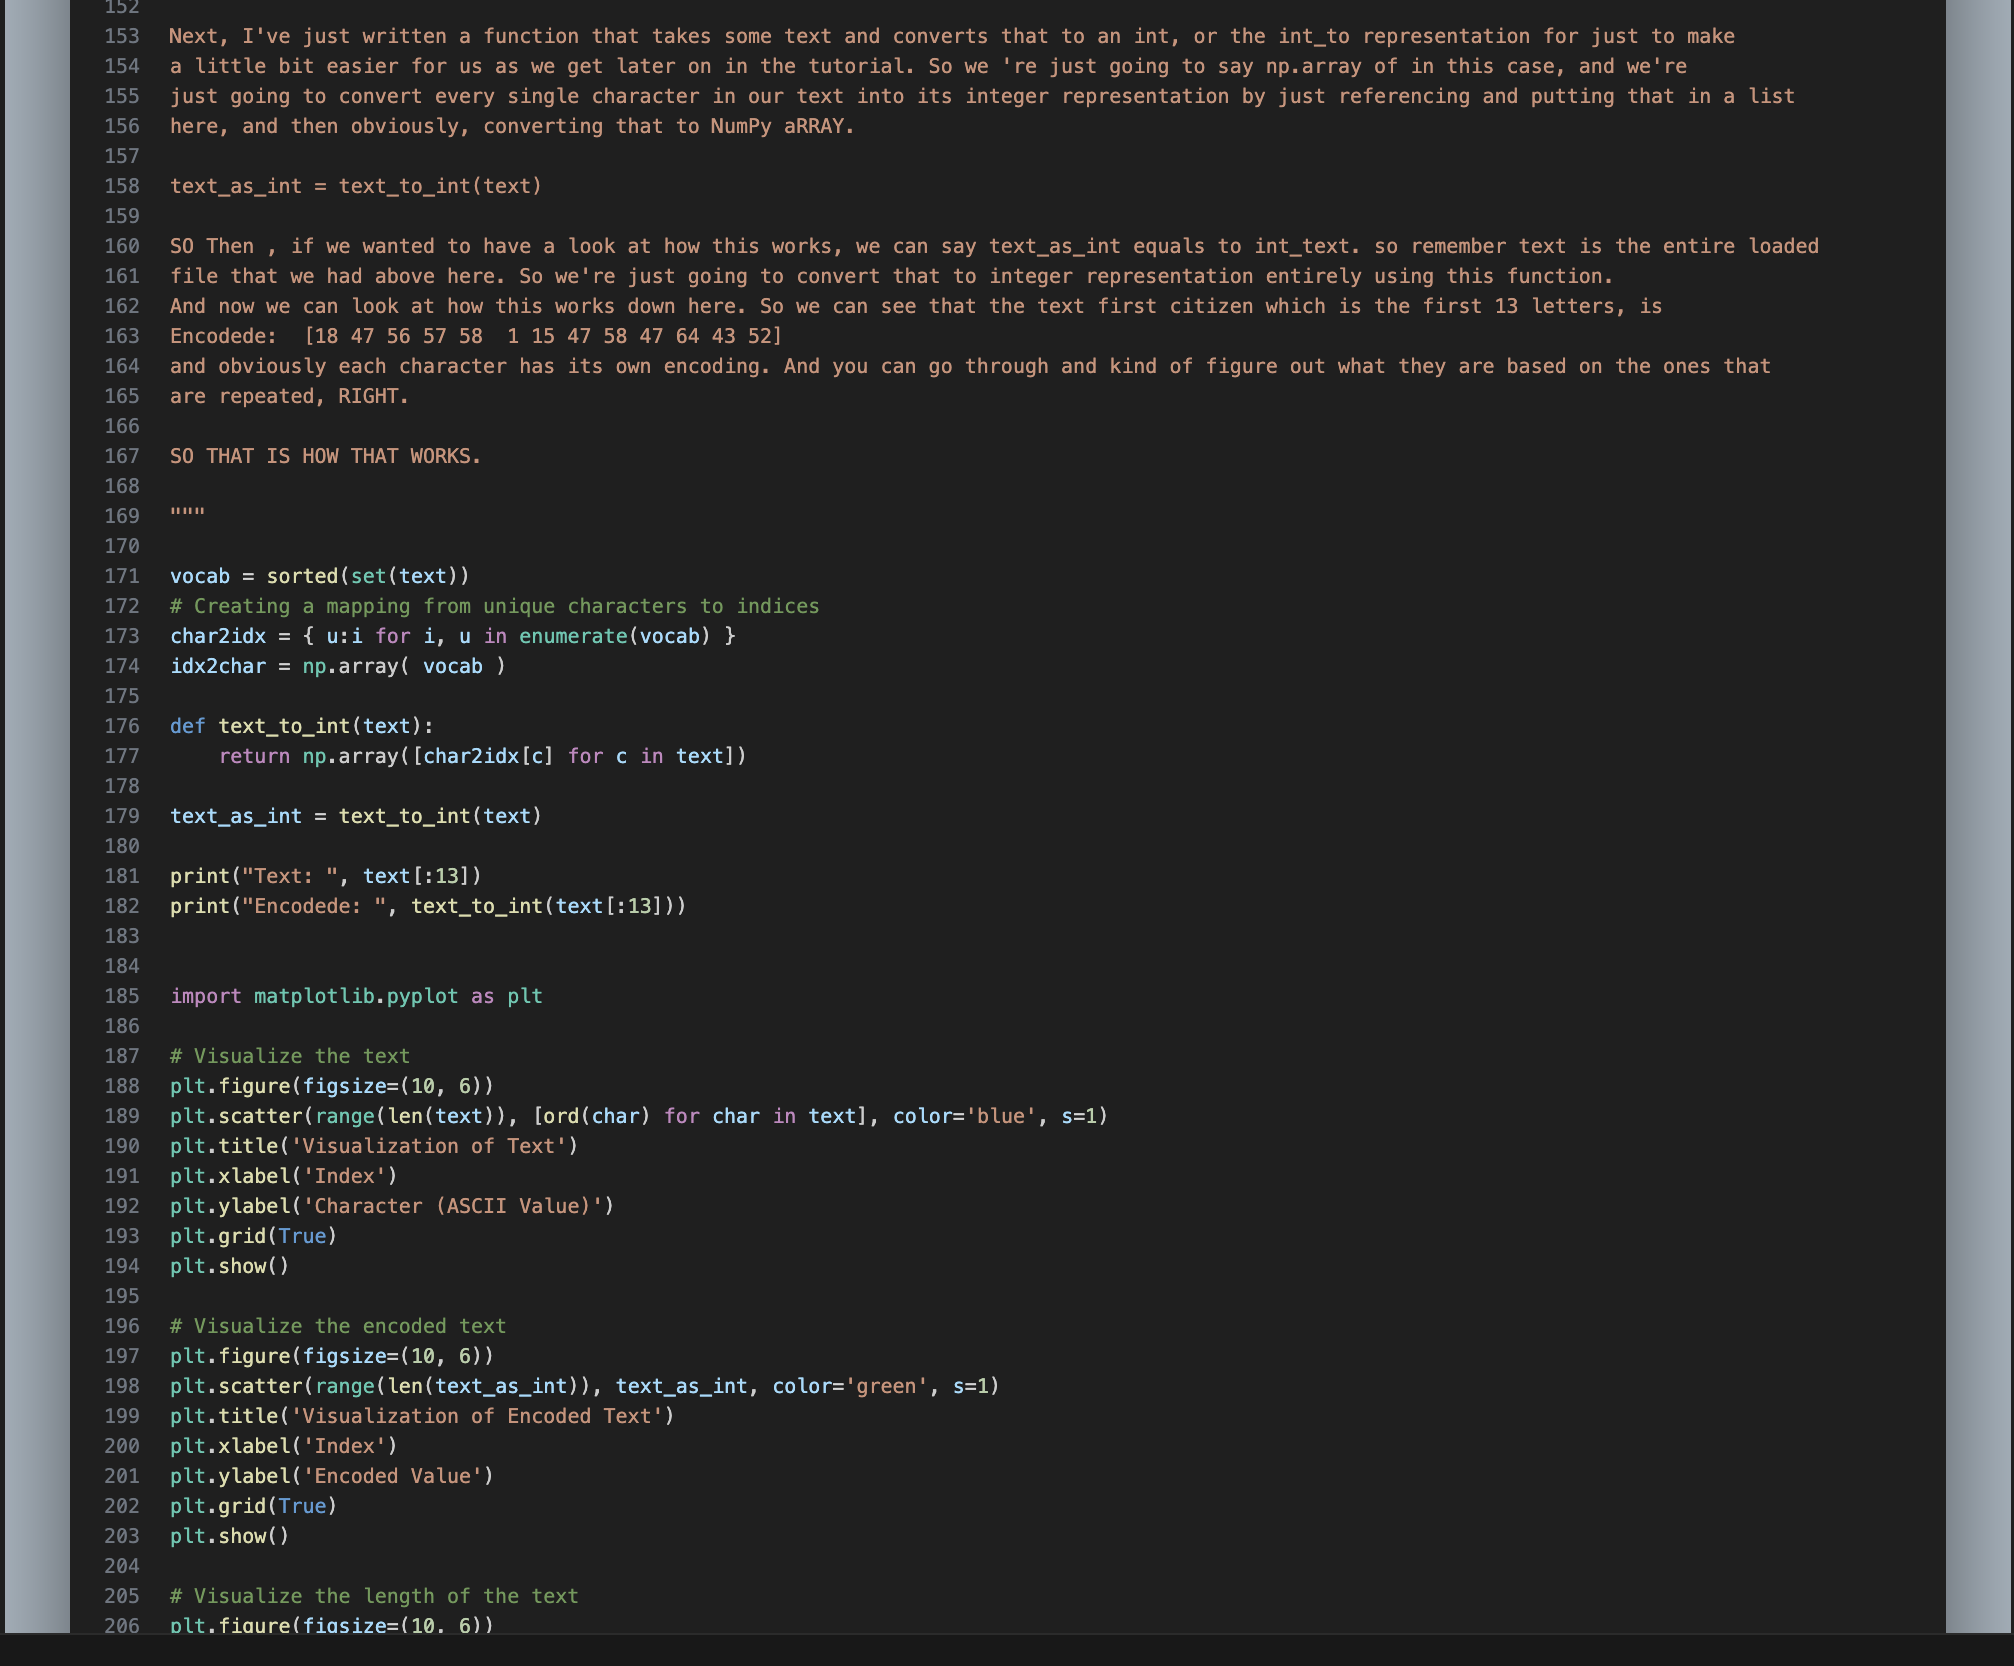 152
153 Next, I've just written a function that takes some text and converts that to an int, or the int_to representation for just to make
154 a little bit easier for us as we get later on in the tutorial. So we 're just going to say np.array of in this case, and we're
155 just going to convert every single character in our text into its integer representation by just referencing and putting that in a list
156 here, and then obviously, converting that to NumPy aRRAY.
157
158 text_as_int = text_to_int(text)
159
160 SO Then , if we wanted to have a look at how this works, we can say text_as_int equals to int_text. so remember text is the entire loaded
161 file that we had above here. So we're just going to convert that to integer representation entirely using this function.
162 And now we can look at how this works down here. So we can see that the text first citizen which is the first 13 letters, is
163 Encodede:  [18 47 56 57 58  1 15 47 58 47 64 43 52]
164 and obviously each character has its own encoding. And you can go through and kind of figure out what they are based on the ones that
165 are repeated, RIGHT.
166
167 SO THAT IS HOW THAT WORKS.
168
169 """
170
171 vocab = sorted(set(text))
172 # Creating a mapping from unique characters to indices
173 char2idx = { u:i for i, u in enumerate(vocab) }
174 idx2char = np.array( vocab )
175
176 def text_to_int(text):
177     return np.array([char2idx[c] for c in text])
178
179 text_as_int = text_to_int(text)
180
181 print("Text: ", text[:13])
182 print("Encodede: ", text_to_int(text[:13]))
183
184
185 import matplotlib.pyplot as plt
186
187 # Visualize the text
188 plt.figure(figsize=(10, 6))
189 plt.scatter(range(len(text)), [ord(char) for char in text], color='blue', s=1)
190 plt.title('Visualization of Text')
191 plt.xlabel('Index')
192 plt.ylabel('Character (ASCII Value)')
193 plt.grid(True)
194 plt.show()
195
196 # Visualize the encoded text
197 plt.figure(figsize=(10, 6))
198 plt.scatter(range(len(text_as_int)), text_as_int, color='green', s=1)
199 plt.title('Visualization of Encoded Text')
200 plt.xlabel('Index')
201 plt.ylabel('Encoded Value')
202 plt.grid(True)
203 plt.show()
204
205 # Visualize the length of the text
206 plt.figure(figsize=(10, 6))